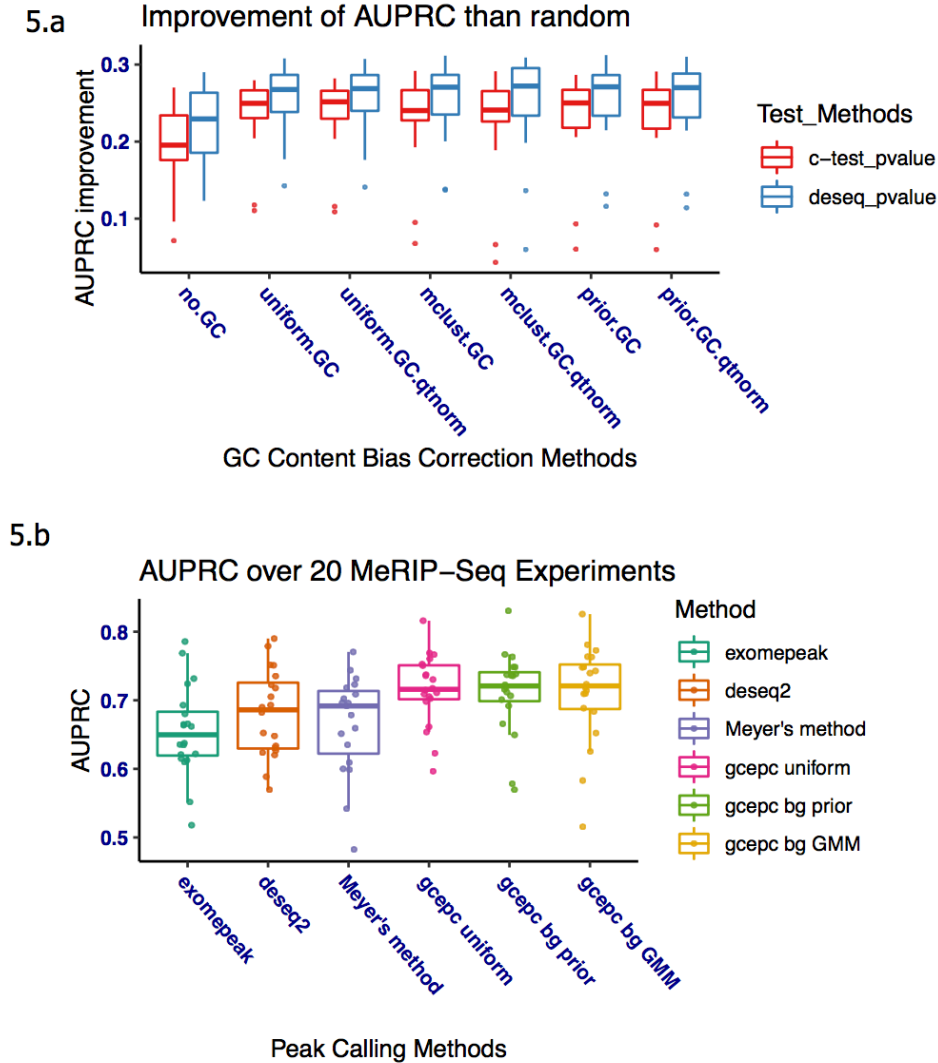 5.a
Improvement of AUPRC than random
AUPRC improvement
0.3
0.2
0.1
no.GC
uniform.GC
uniform.GC.qtnorm
mclust.GC
mclust.GC.qtnorm
prior.GC
prior.GC.qtnorm
GC Content Bias Correction Methods
Test_Methods
c-test_pvalue
deseq_pvalue
5.b
AUPRC over 20 MeRIP-Seq Experiments
AUPRC
0.8
0.7
0.6
0.5
exomepeak
deseq2
Meyer's method
gcepc uniform
gcepc bg prior
gcepc bg GMM
Peak Calling Methods
Method
exomepeak
deseq2
Meyer's method
gcepc uniform
gcepc bg prior
gcepc bg GMM